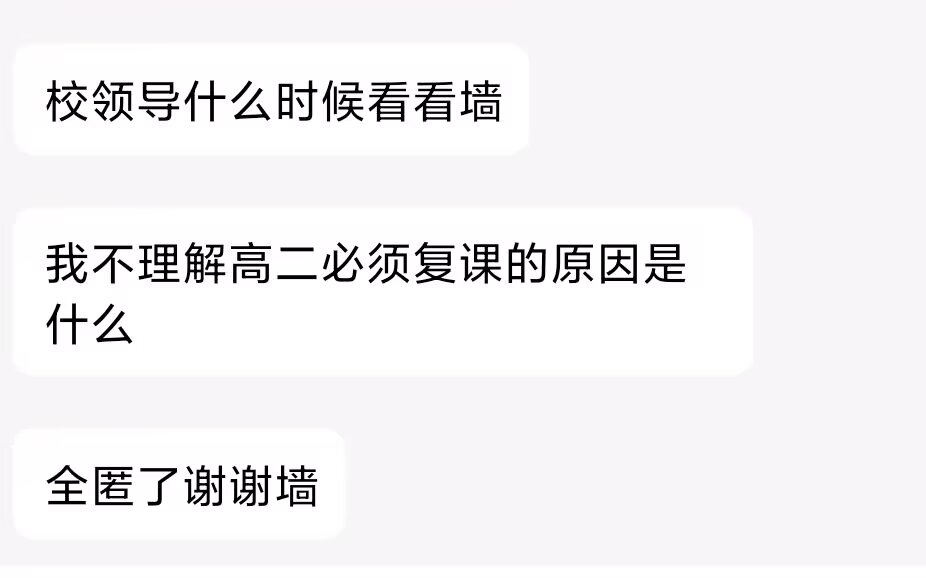 校领导什么时候看看墙
我不理解高二必须复课的原因是
什么
全匿了谢谢墙